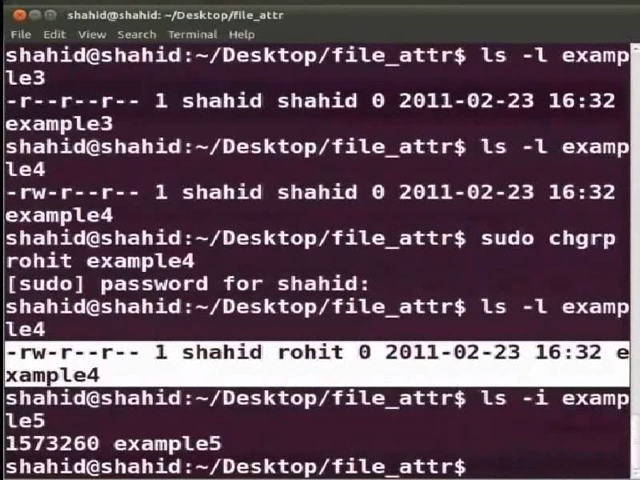 shahid@shahid: ~/Desktop/file_attr
File Edit View Search Terminal Help
shahid@shahid:~/Desktop/file_attr$ ls -l examp
le3
-r--r--r-- 1 shahid shahid 0 2011-02-23 16:32
example3
shahid@shahid:~/Desktop/file_attr$ ls -l examp
le4
-rw-r--r-- 1 shahid shahid 0 2011-02-23 16:32
example4
shahid@shahid:~/Desktop/file_attr$ sudo chgrp
rohit example4
[sudo] password for shahid:
shahid@shahid:~/Desktop/file_attr$ ls -l examp
le4
-rw-r--r-- 1 shahid rohit 0 2011-02-23 16:32 e
xample4
shahid@shahid:~/Desktop/file_attr$ ls -i examp
le5
1573260 example5
shahid@shahid:~/Desktop/file_attr$